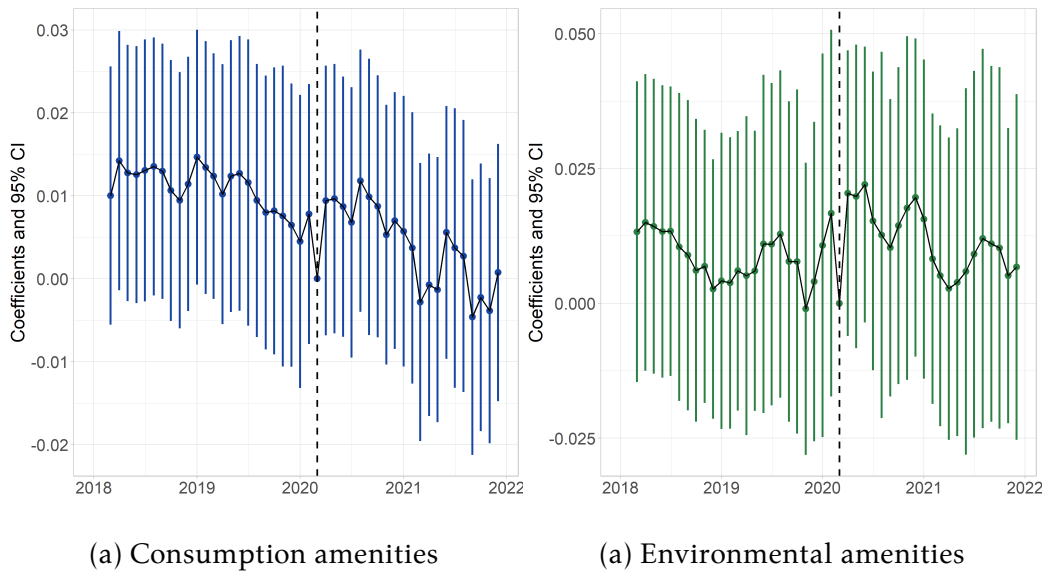 Coefficients and 95% CI
0.03
0.02
0.01
0.00
-0.01
-0.02
2018 2019 2020 2021 2022
(a) Consumption amenities
Coefficients and 95% CI
0.050
0.025
0.000
-0.025
2018 2019 2020 2021 2022
(a) Environmental amenities